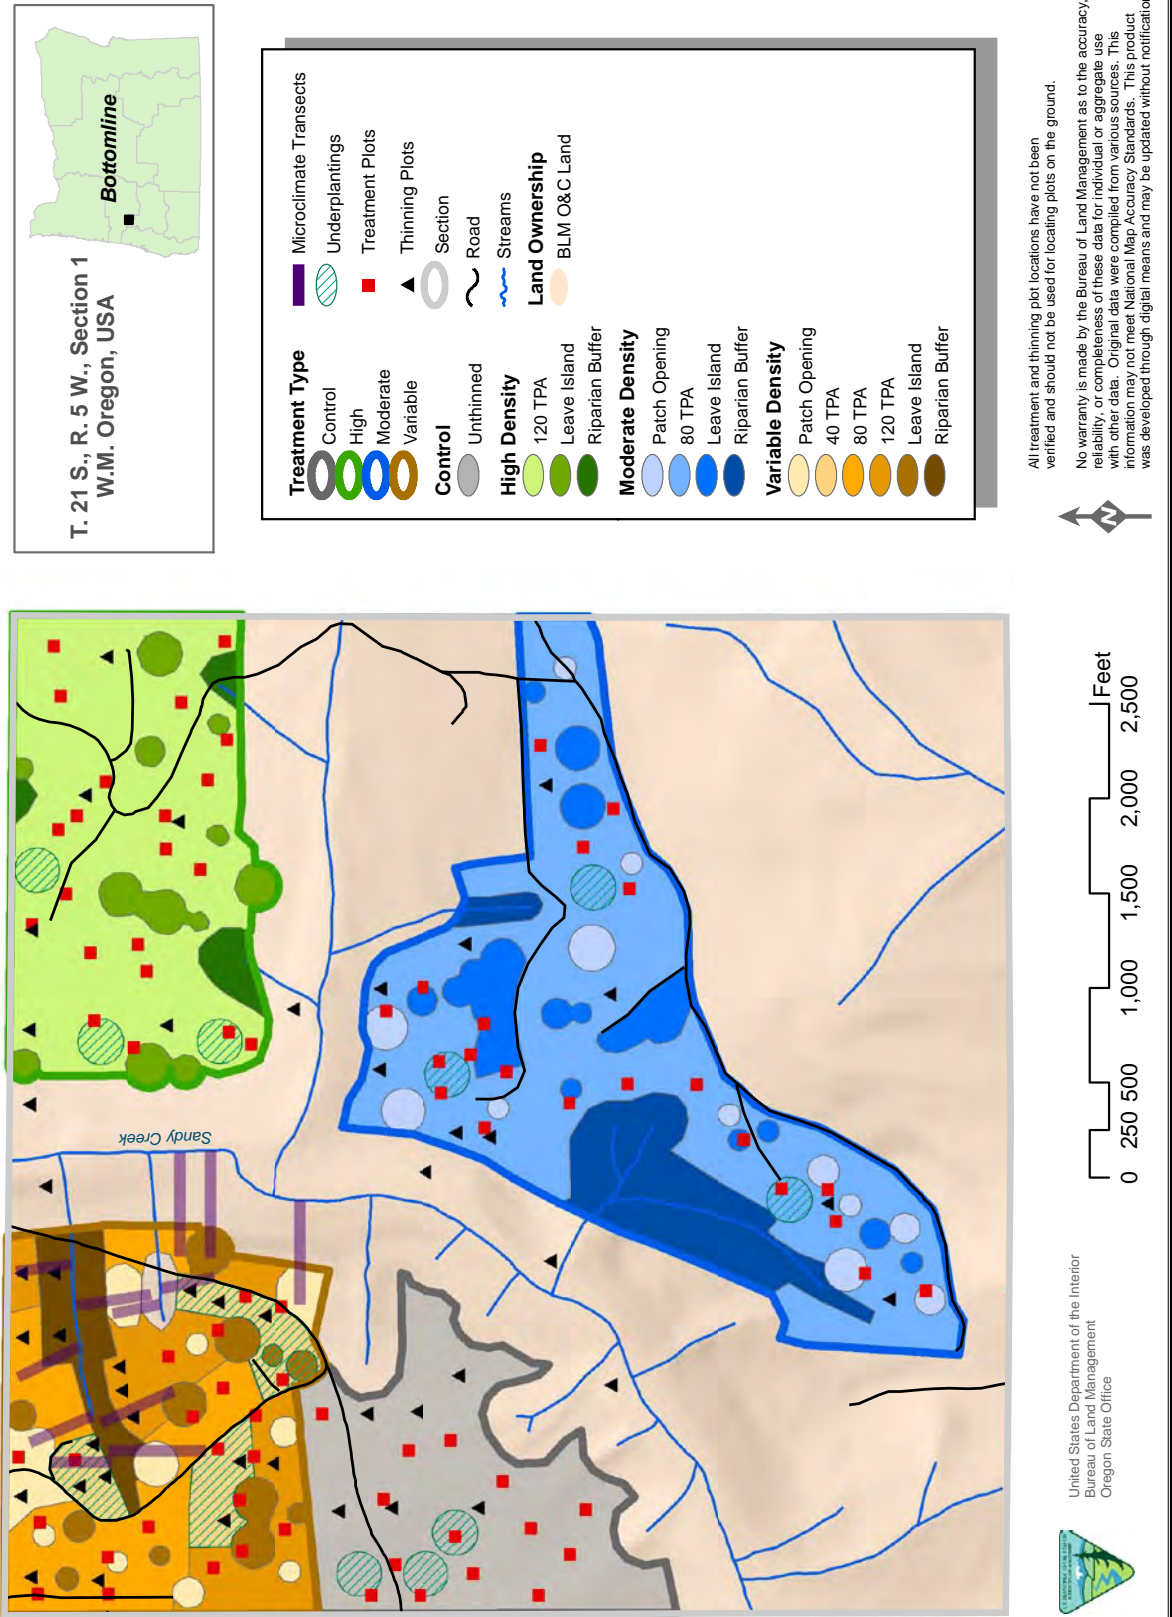 T. 21 S., R. 5 W., Section 1
W.M. Oregon, USA
Bottomline
Treatment Type
Control
High
Moderate
Variable
Control
Unthinned
High Density
120 TPA
Leave Island
Riparian Buffer
Moderate Density
Patch Opening
80 TPA
Leave Island
Riparian Buffer
Variable Density
Patch Opening
40 TPA
80 TPA
120 TPA
Leave Island
Riparian Buffer
Microclimate Transects
Underplantings
Treatment Plots
Thinning Plots
Section
Road
Streams
Land Ownership
BLM O&C Land
All treatment and thinning plot locations have not been
verified and should not be used for locating plots on the ground.
No warranty is made by the Bureau of Land Management as to the accuracy,
reliability, or completeness of these data for individual or aggregate use
with other data. Original data were compiled from various sources. This
information may not meet National Map Accuracy Standards. This product
was developed through digital means and may be updated without notification
N
Sandy Creek
0 250 500 1,000 1,500 2,000 2,500
Feet
United States Department of the Interior
Bureau of Land Management
Oregon State Office